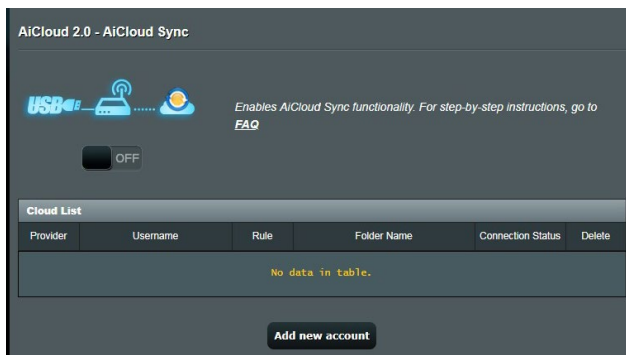 AiCloud 2.0 - AiCloud Sync
USB
Enables AiCloud Sync functionality. For step-by-step instructions, go to
FAQ
OFF
Cloud List
Provider Username Rule Folder Name Connection Status Delete
No data in table.
Add new account